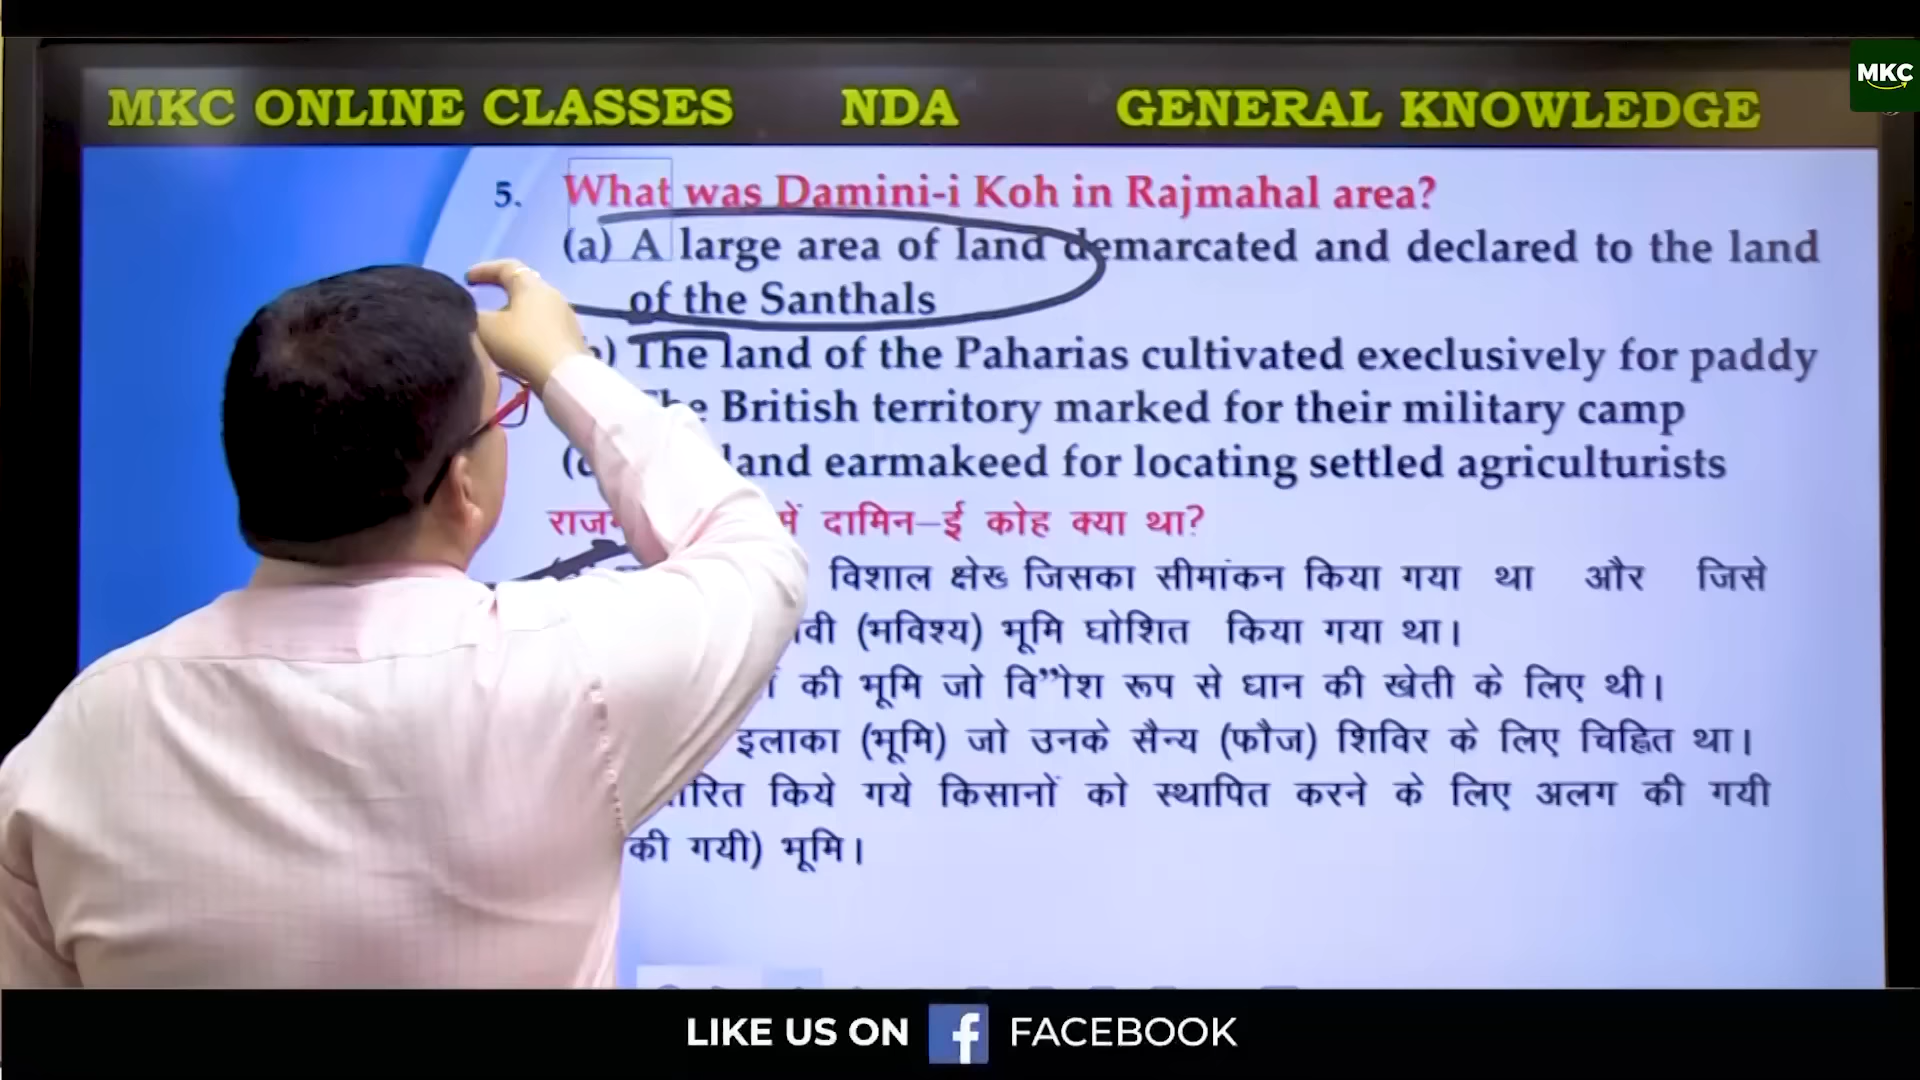 MKC ONLINE CLASSES NDA GENERAL KNOWLEDGE
MKC
5. What was Damini-i Koh in Rajmahal area?
(a) A large area of land demarcated and declared to the land
of the Santhals
The land of the Paharias cultivated execlusively for paddy
British territory marked for their military camp
land earmakeed for locating settled agriculturists
में दामिन–ई कोह क्या था?
विशाल क्षेख् जिसका सीमांकन किया गया था और जिसे
(भविश्य) भूमि घोशित किया गया था।
की भूमि जो वि”ोश रूप से धान की खेती के लिए थी।
इलाका (भूमि) जो उनके सैन्य (फौज) शिविर के लिए चिह्नित था।
किये गये किसानों को स्थापित करने के लिए अलग की गयी
की गयी) भूमि।
LIKE US ON f FACEBOOK